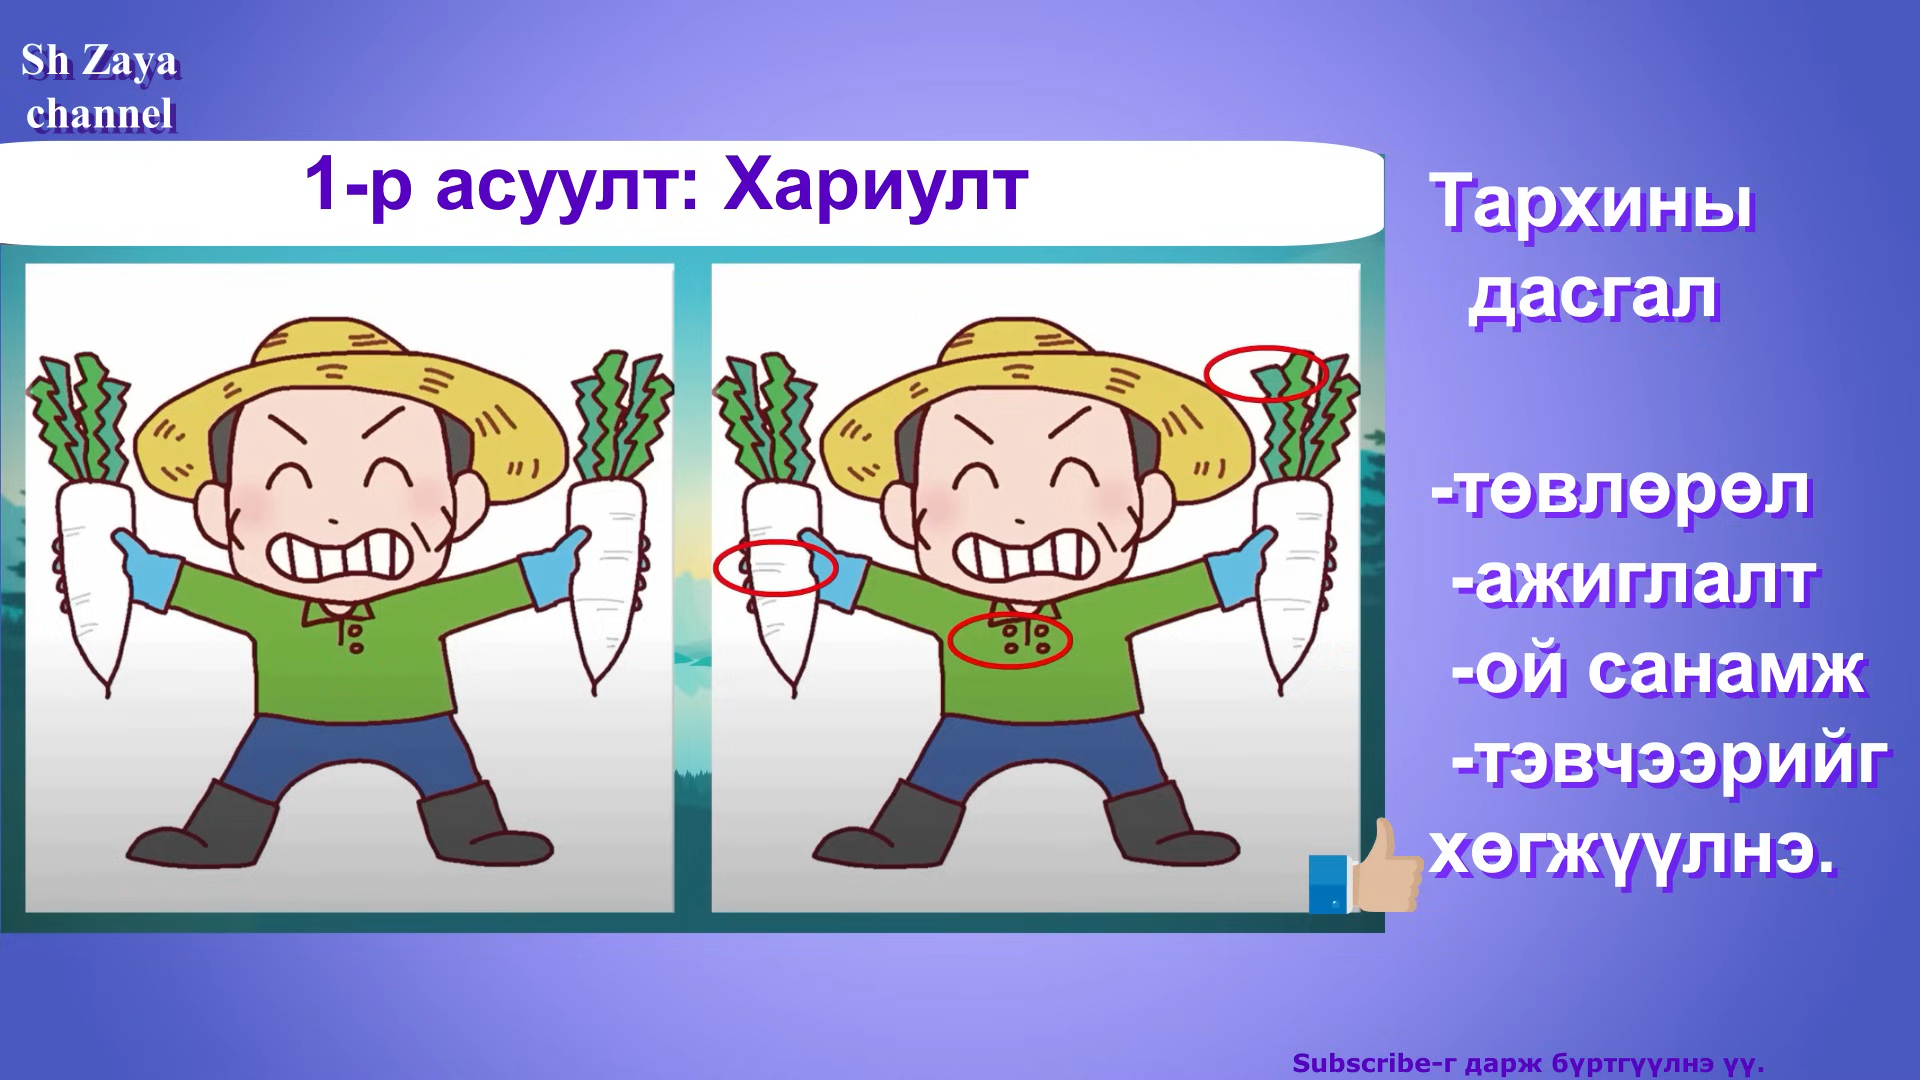 Sh Zaya
channel
1-р асуулт: Хариулт
Тархины
дасгал
-төвлөрөл
-ажиглалт
-ой санамж
-тэвчээрийг
хөгжүүлнэ.
Subscribe-г дарж бүртгүүлнэ үү.